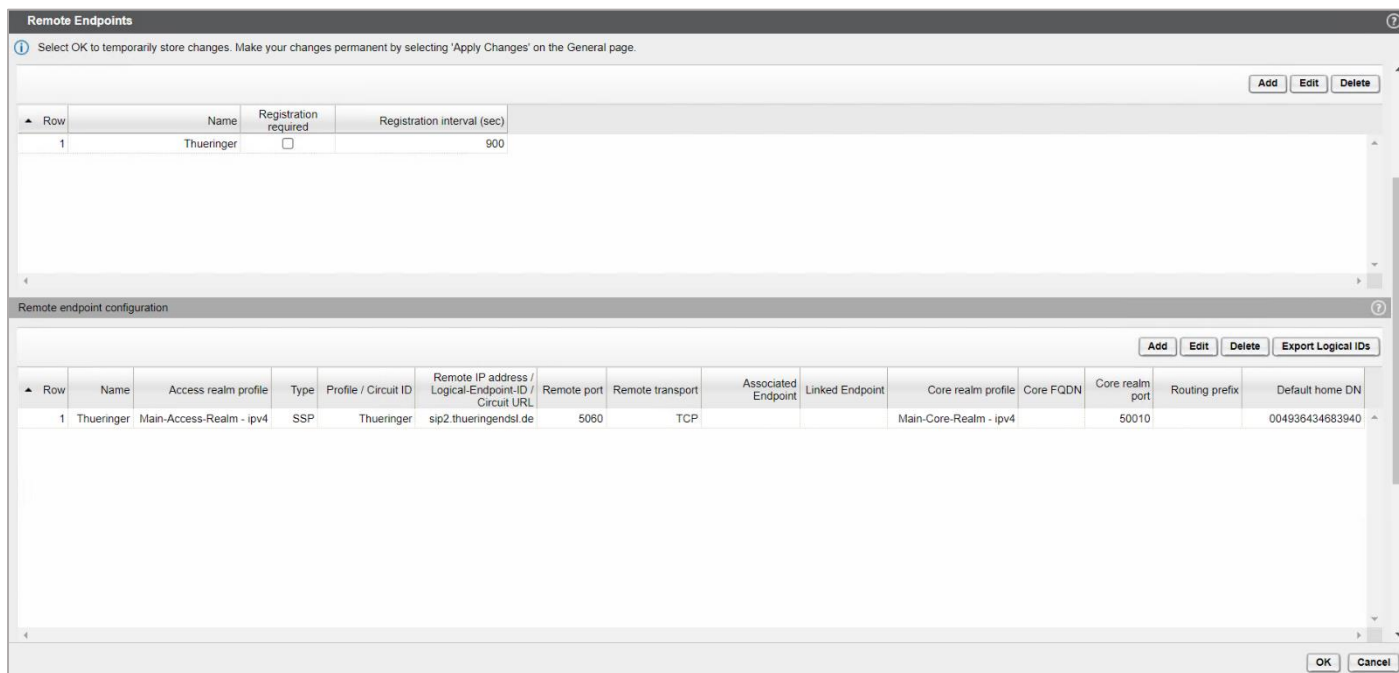 Remote Endpoints
?
i Select OK to temporarily store changes. Make your changes permanent by selecting 'Apply Changes' on the General page.
Add Edit Delete
Row Name Registration required Registration interval (sec)
1 Thueringer 900
Remote endpoint configuration
?
Add Edit Delete Export Logical IDs
Row Name Access realm profile Type Profile / Circuit ID Remote IP address / Logical-Endpoint-ID / Circuit URL Remote port Remote transport Associated Endpoint Linked Endpoint Core realm profile Core FQDN Core realm port Routing prefix Default home DN
1 Thueringer Main-Access-Realm - ipv4 SSP Thueringer sip2.thueringendsl.de 5060 TCP Main-Core-Realm - ipv4 50010 004936434683940
OK Cancel